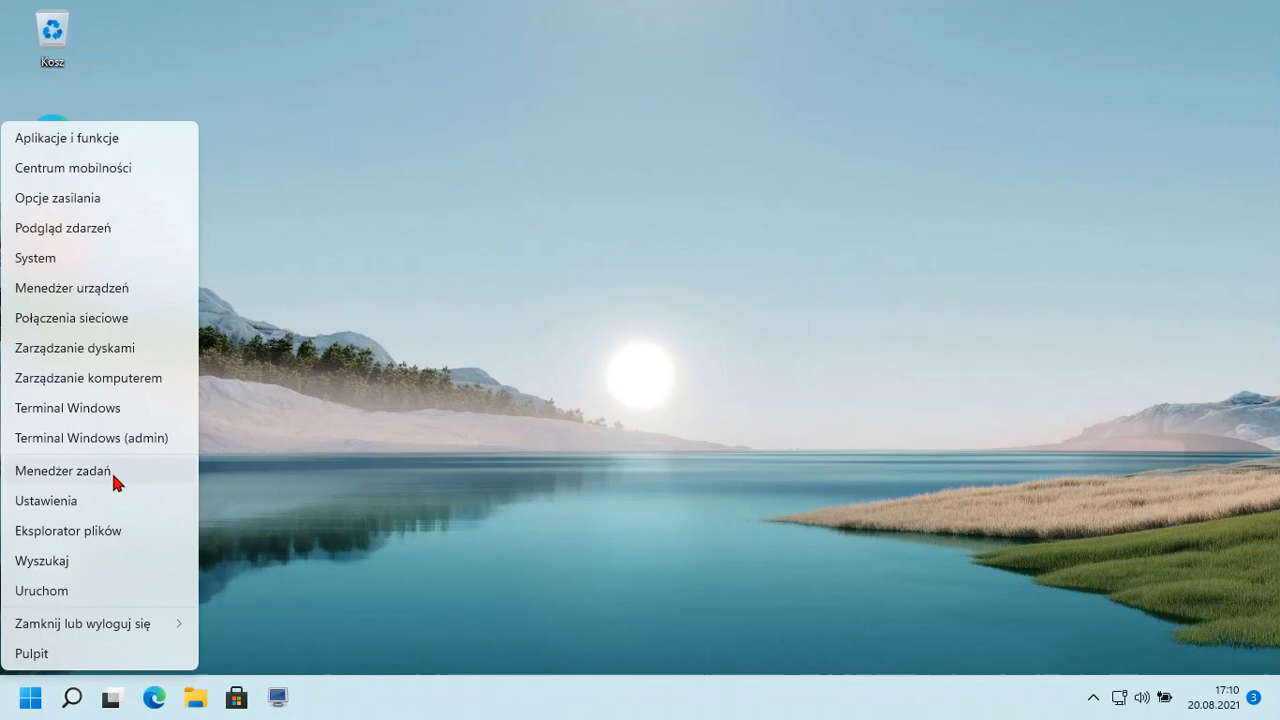 Kosz
Aplikacje i funkcje
Centrum mobilności
Opcje zasilania
Podgląd zdarzeń
System
Menedżer urządzeń
Połączenia sieciowe
Zarządzanie dyskami
Zarządzanie komputerem
Terminal Windows
Terminal Windows (admin)
Menedżer zadań
Ustawienia
Eksplorator plików
Wyszukaj
Uruchom
Zamknij lub wyloguj się
Pulpit
17:10
20.08.2021
3